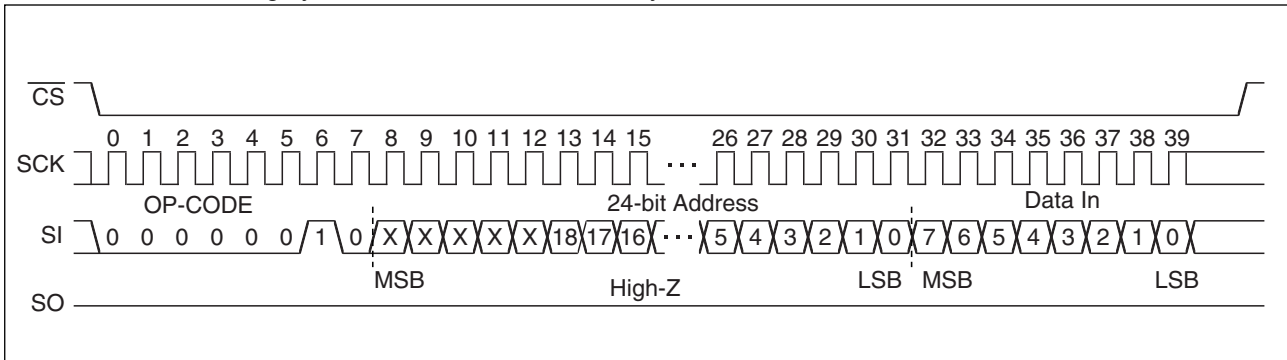 CS
0 1 2 3 4 5 6 7 8 9 10 11 12 13 14 15 26 27 28 29 30 31 32 33 34 35 36 37 38 39
SCK ···
OP-CODE 24-bit Address Data In
SI 0 0 0 0 0 0 1 0 X X X X X 18 17 16 ··· 5 4 3 2 1 0 7 6 5 4 3 2 1 0
MSB High-Z LSB MSB LSB
SO